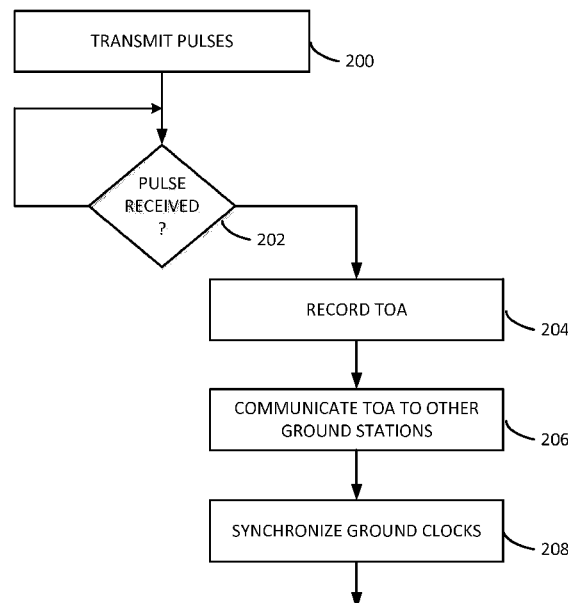 TRANSMIT PULSES
200
PULSE
RECEIVED
?
202
RECORD TOA
204
COMMUNICATE TOA TO OTHER
GROUND STATIONS
206
SYNCHRONIZE GROUND CLOCKS
208